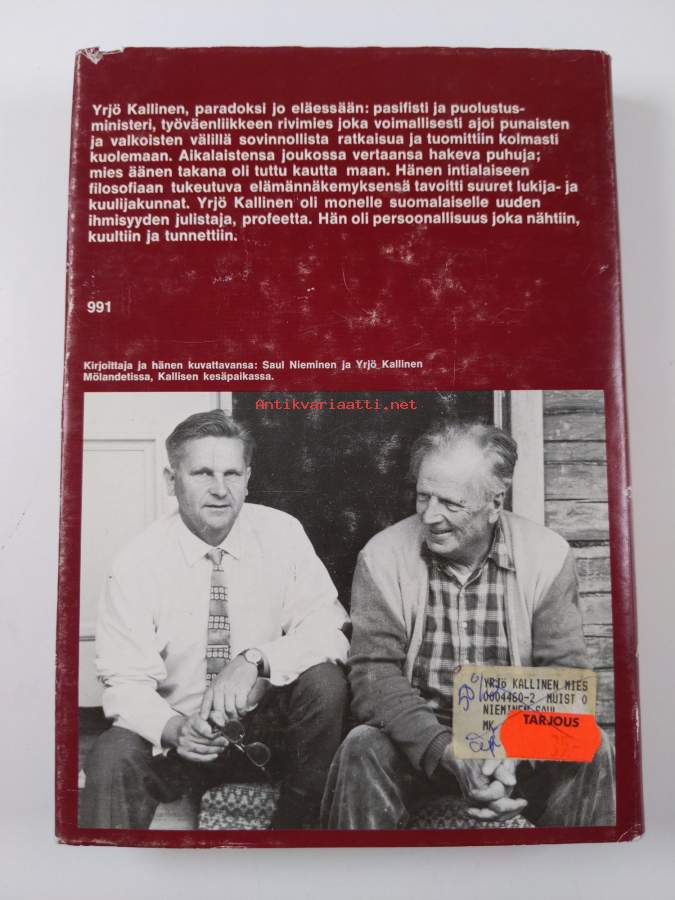 Yrjö Kallinen, paradoksi jo eläessään: pasifisti ja puolustus-
ministeri, työväenliikkeen rivimies joka voimallisesti ajoi punaisten
ja valkoisten välillä sovinnollista ratkaisua ja tuomittiin kolmasti
kuolemaan. Aikalaistensa joukossa vertaansa hakeva puhuja;
mies äänen takana oli tuttu kautta maan. Hänen intialaiseen
filosofiaan tukeutuva elämännäkemyksensä tavoitti suuret lukija- ja
kuulijakunnat. Yrjö Kallinen oli monelle suomalaiselle uuden
ihmisyyden julistaja, profeetta. Hän oli persoonallisuus joka nähtiin,
kuultiin ja tunnettiin.
991
Kirjoittaja ja hänen kuvattavansa: Saul Nieminen ja Yrjö Kallinen
Mölandetissa, Kallisen kesäpaikassa.
Antikvariaatti.net
YRJö KALLINEN MIES
0004460-2 MUIST O
NIEMINEN SAUL
MK
TARJOUS